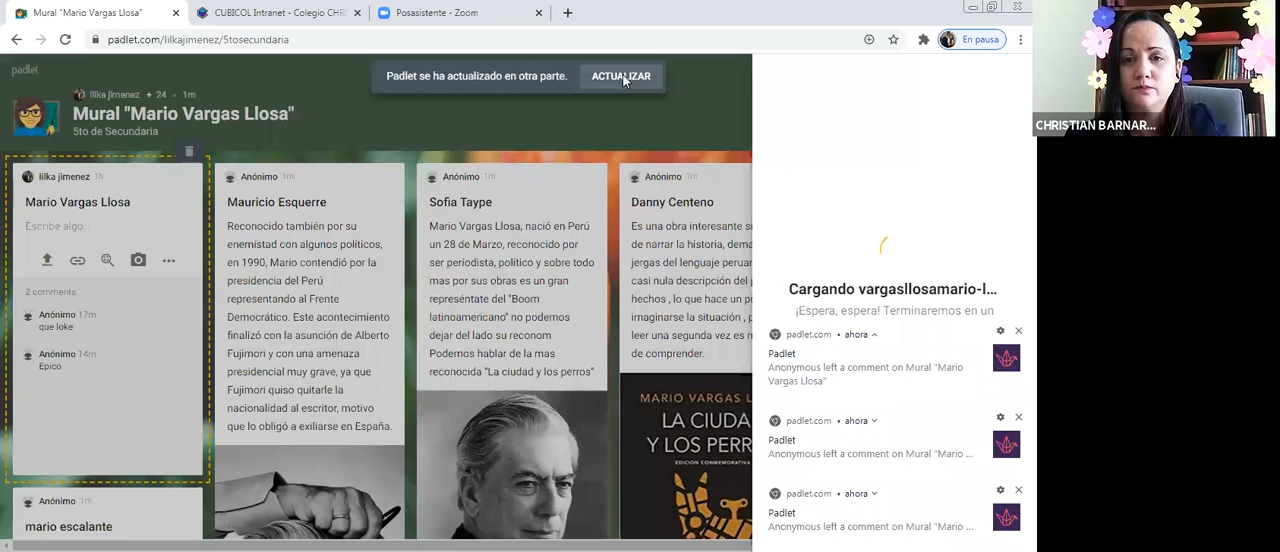 Mural "Mario Vargas Llosa"
CUBICOL Intranet - Colegio CHRI
Posasistente - Zoom
padlet.com/lilkajimenez/5tosecundaria
En pausa
padlet
Padlet se ha actualizado en otra parte.
ACTUALIZAR
lilka jimenez + 24 • 1m
Mural "Mario Vargas Llosa"
5to de Secundaria
lilka jimenez 1h
Mario Vargas Llosa
Escribe algo...
2 comments
Anónimo 17m
que loke
Anónimo 14m
Epico
Anónimo 1m
mario escalante
Anónimo 1m
Mauricio Esquerre
Reconocido también por su
enemistad con algunos políticos,
en 1990, Mario contendió por la
presidencia del Perú
representando al Frente
Democrático. Este acontecimiento
finalizó con la asunción de Alberto
Fujimori y con una amenaza
presidencial muy grave, ya que
Fujimori quiso quitarle la
nacionalidad al escritor, motivo
que lo obligó a exiliarse en España.
Anónimo 1m
Sofia Taype
Mario Vargas Llosa, nació en Perú
un 28 de Marzo, reconocido por
ser periodista, político y sobre todo
mas por sus obras es un gran
represéntate del "Boom
latinoamericano" no podemos
dejar del lado su reconom
Podemos hablar de la mas
reconocida "La ciudad y los perros"
Anónimo 1m
Danny Centeno
Es una obra interesante s
de narrar la historia, dema
jergas del lenguaje peruan
casi nula descripción del p
hechos , lo que hace un po
imaginarse la situación , p
leer una segunda vez es n
de comprender.
MARIO VARGAS L
LA CIUDA
Y LOS PERR
EDICIÓN CONMEMORATIVA
Cargando vargasllosamario-l...
¡Espera, espera! Terminaremos en un
padlet.com • ahora
Padlet
Anonymous left a comment on Mural "Mario
Vargas Llosa"
padlet.com • ahora
Padlet
Anonymous left a comment on Mural "Mario ...
padlet.com • ahora
Padlet
Anonymous left a comment on Mural "Mario ...
CHRISTIAN BARNAR...